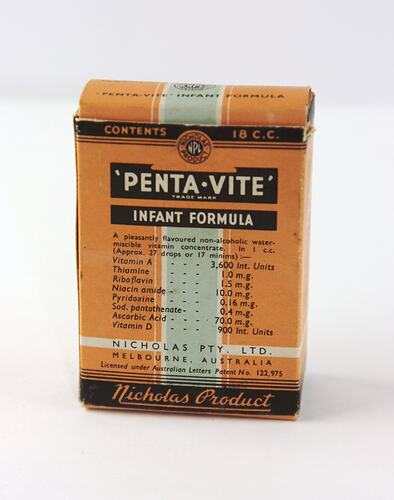 'PENTA-VITE' INFANT FORMULA
CONTENTS 18 C.C.
NICHOLAS NPL PRODUCT
'PENTA·VITE'
TRADE MARK
INFANT FORMULA
A pleasantly flavoured non-alcoholic water-
miscible vitamin concentrate. In 1 c.c.
(Approx. 27 drops or 17 minims) :—
Vitamin A - - - 3,600 Int. Units
Thiamine - - - 1.0 m.g.
Riboflavin - - - 1.5 m.g.
Niacin amide - - - 10.0 m.g.
Pyridoxine - - - 0.16 m.g.
Sod. pantothenate - - 0.4 m.g.
Ascorbic Acid - - - 70.0 m.g.
Vitamin D - - - 900 Int. Units
NICHOLAS PTY. LTD.
MELBOURNE, AUSTRALIA
Licensed under Australian Letters Patent No. 122,975
Nicholas Product